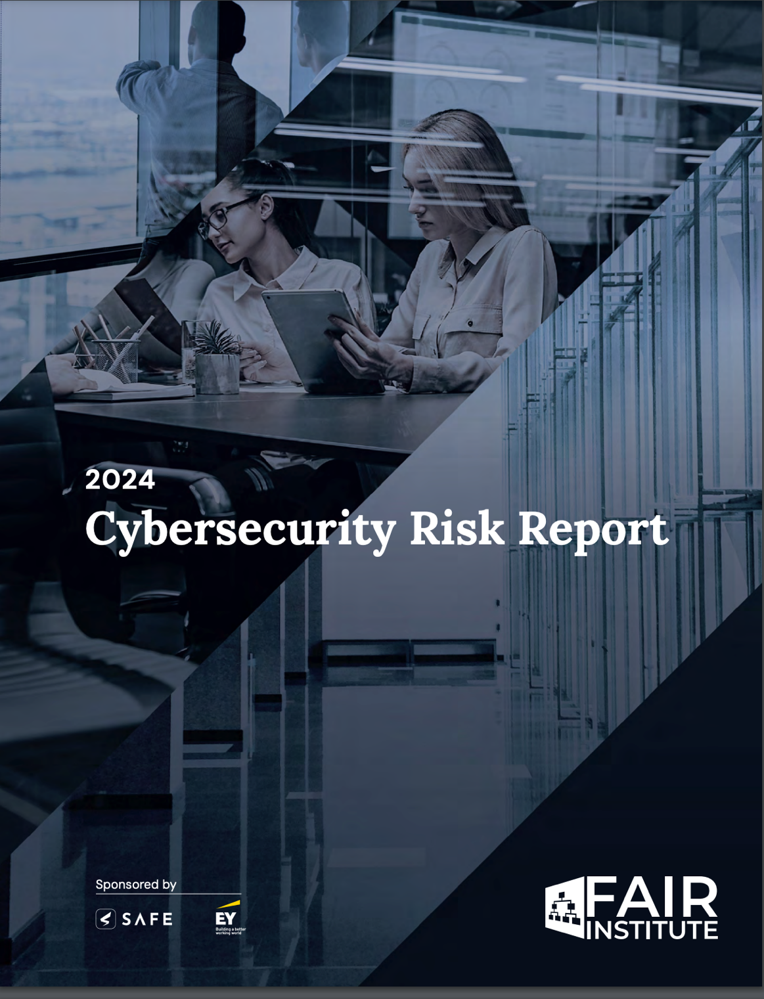 2024
Cybersecurity Risk Report
Sponsored by
SAFE
EY
Building a better
working world
FAIR
INSTITUTE